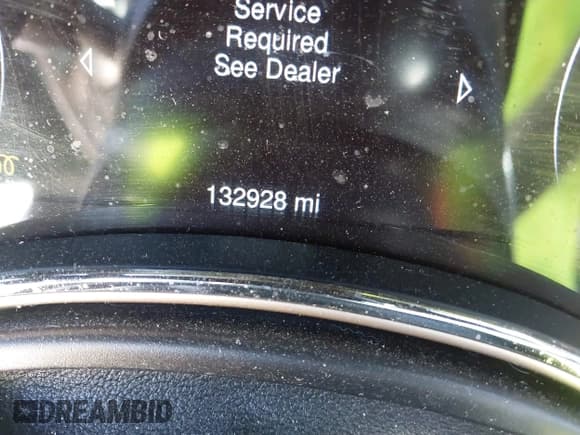 Service
Required
See Dealer
132928 mi
DREAMBID